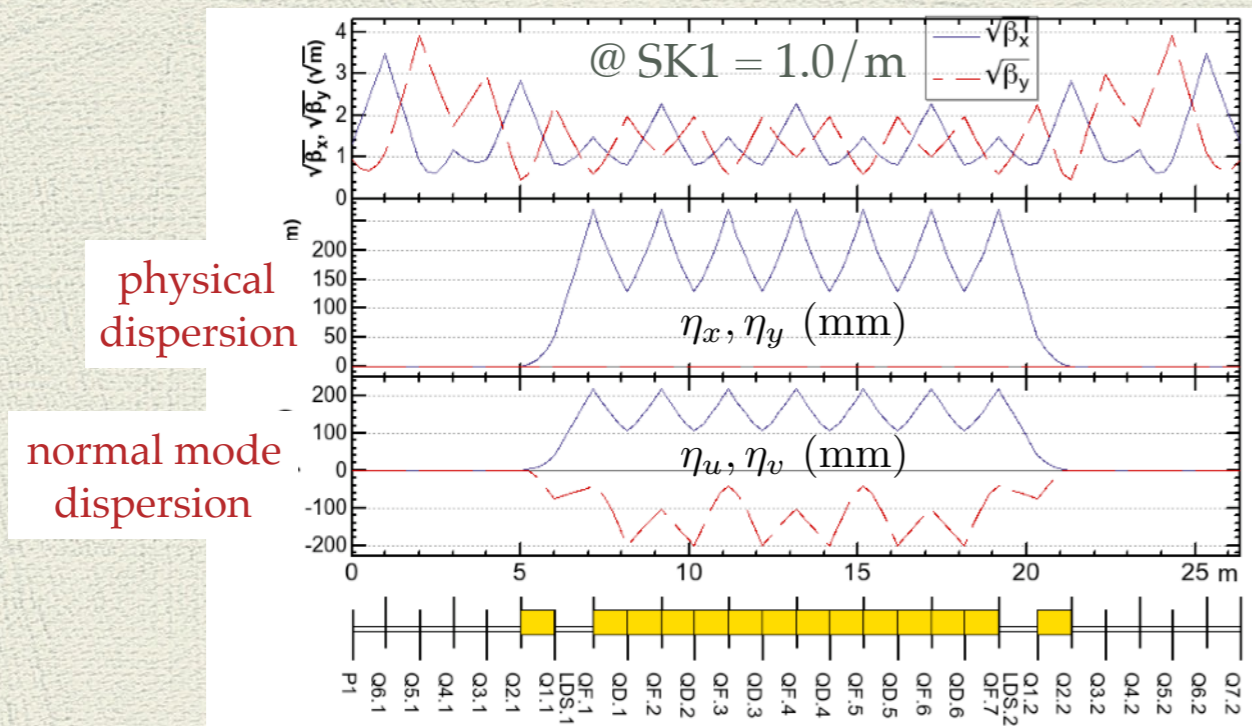 @ SK1 = 1.0/m
√βx
√βy
√βx, √βy (√m)
4
3
2
1
0
m)
200
150
100
50
0
physical
dispersion
ηx, ηy (mm)
200
100
0
-100
-200
normal mode
dispersion
ηu, ηv (mm)
0 5 10 15 20 25 m
P1 Q6.1 Q5.1 Q4.1 Q3.1 Q2.1 Q1.1 LDS.1 QF.1 QD.1 QF.2 QD.2 QF.3 QD.3 QF.4 QD.4 QF.5 QD.5 QF.6 QD.6 QF.7 LDS.2 Q1.2 Q2.2 Q3.2 Q4.2 Q5.2 Q6.2 Q7.2